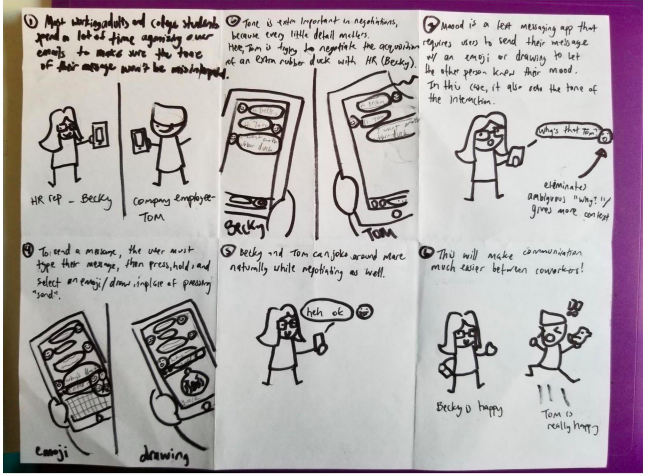 ① Most working adults and college students
spend a lot of time agonizing over
emails to make sure the tone
of their message won't be misinterpreted.
HR rep - Becky
Company employee-
TOM
② Tone is extra important in negotiations,
because every little detail matters.
Here, Tom is trying to negotiate the acquisition
of an extra rubber duck with HR (Becky).
Becky
Tom
③ Mood is a text messaging app that
requires users to send their message
w/ an emoji or drawing to let
the other person know their mood.
In this case, it also sets the tone of
the interaction.
Why's that Tom?
eliminates
ambiguous "why?"/
gives more context
④ To send a message, the user must
type their message, then press, hold, and
select an emoji/draw, in place of pressing
"send".
emoji
drawing
⑤ Becky and Tom can joke around more
naturally while negotiating as well.
heh ok
⑥ This will make communication
much easier between coworkers!
Becky is happy
Tom is
really happy